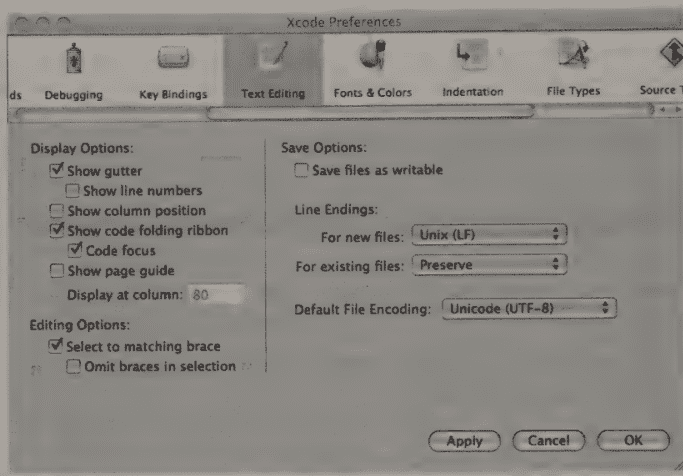 Xcode Preferences
ds Debugging Key Bindings Text Editing Fonts & Colors Indentation File Types Source T
Display Options:
Show gutter
Show line numbers
Show column position
Show code folding ribbon
Code focus
Show page guide
Display at column: 80
Editing Options:
Select to matching brace
Omit braces in selection
Save Options:
Save files as writable
Line Endings:
For new files: Unix (LF)
For existing files: Preserve
Default File Encoding: Unicode (UTF-8)
Apply Cancel OK